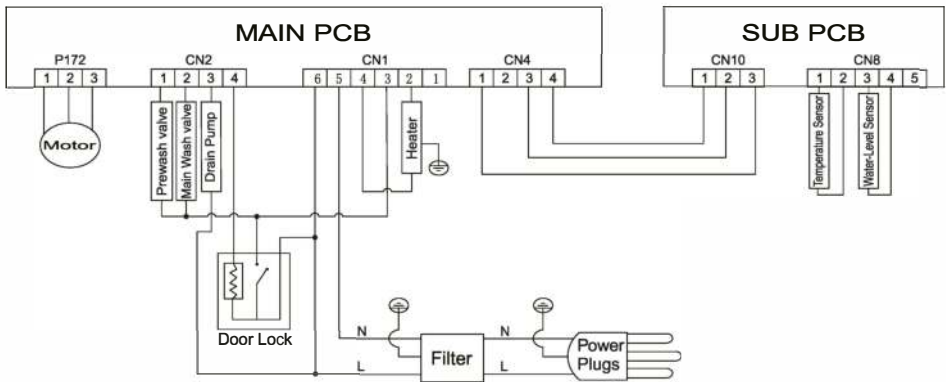 MAIN PCB
SUB PCB
P172
CN2
CN1
CN4
CN10
CN8
1 2 3
1 2 3 4
6 5 4 3 2 1
1 2 3 4
1 2 3
1 2 3 4 5
Motor
Prewash valve
Main Wash valve
Drain Pump
Heater
Temperature Sensor
Water-Level Sensor
Door Lock
N
L
Filter
N
L
Power
Plugs